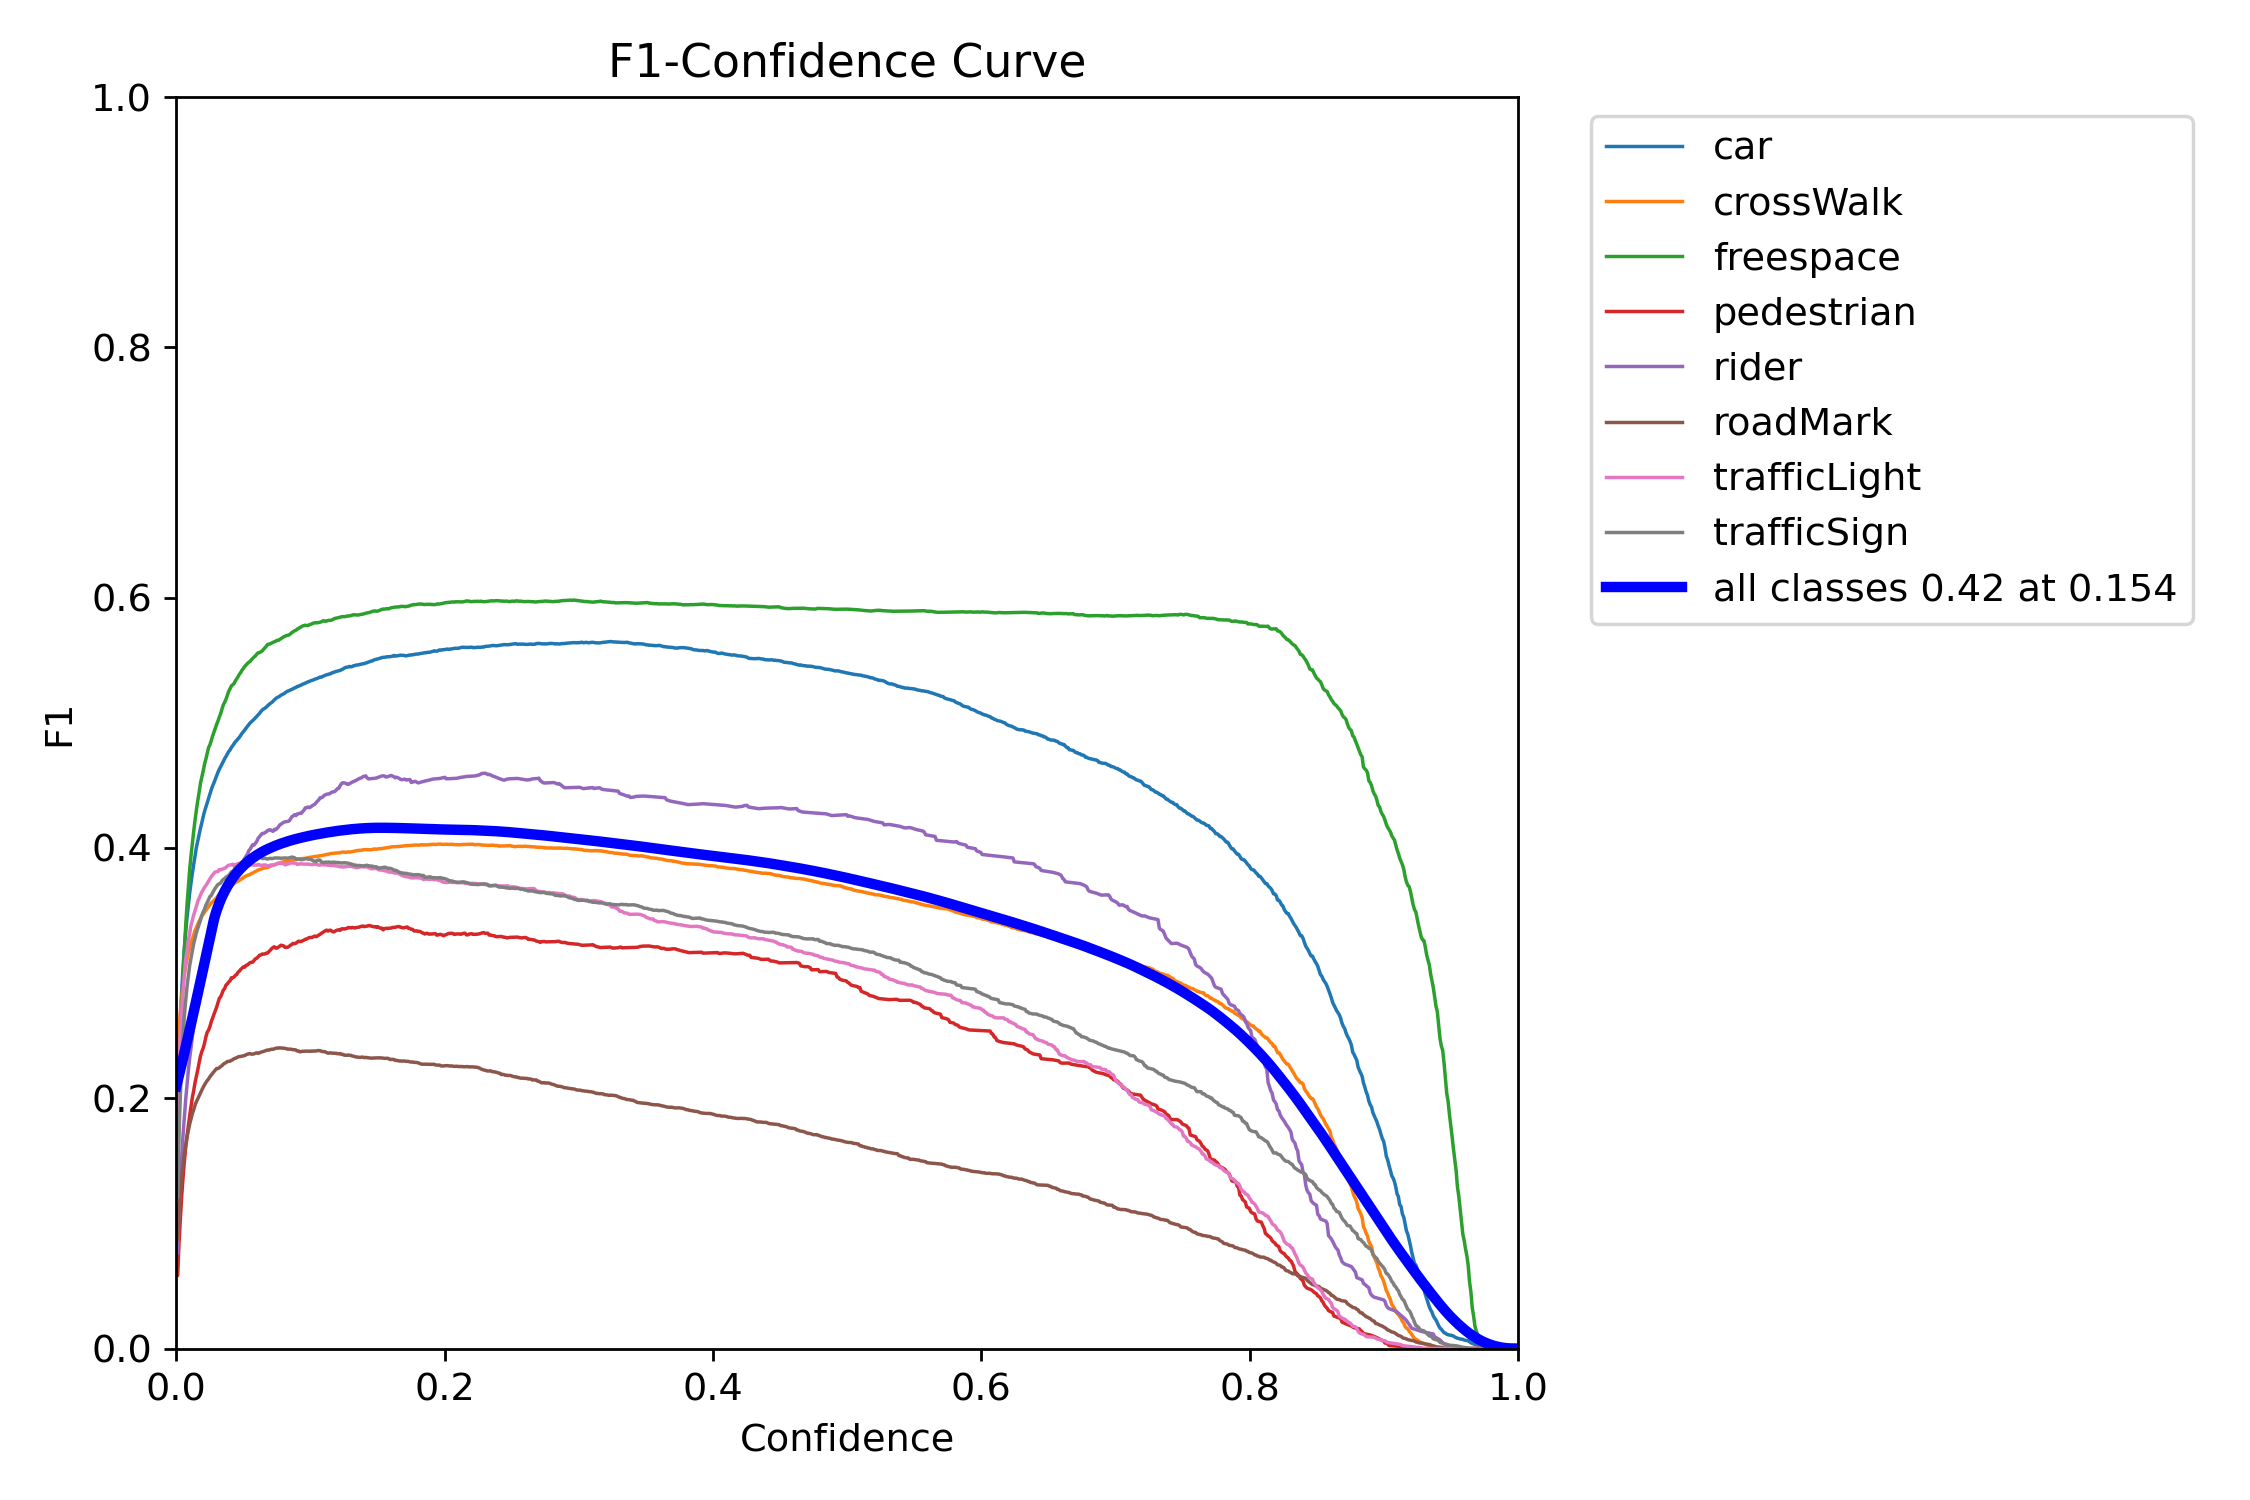 F1-Confidence Curve
1.0
0.8
0.6
0.4
0.2
0.0
F1
0.0 0.2 0.4 0.6 0.8 1.0
Confidence
car
crossWalk
freespace
pedestrian
rider
roadMark
trafficLight
trafficSign
all classes 0.42 at 0.154